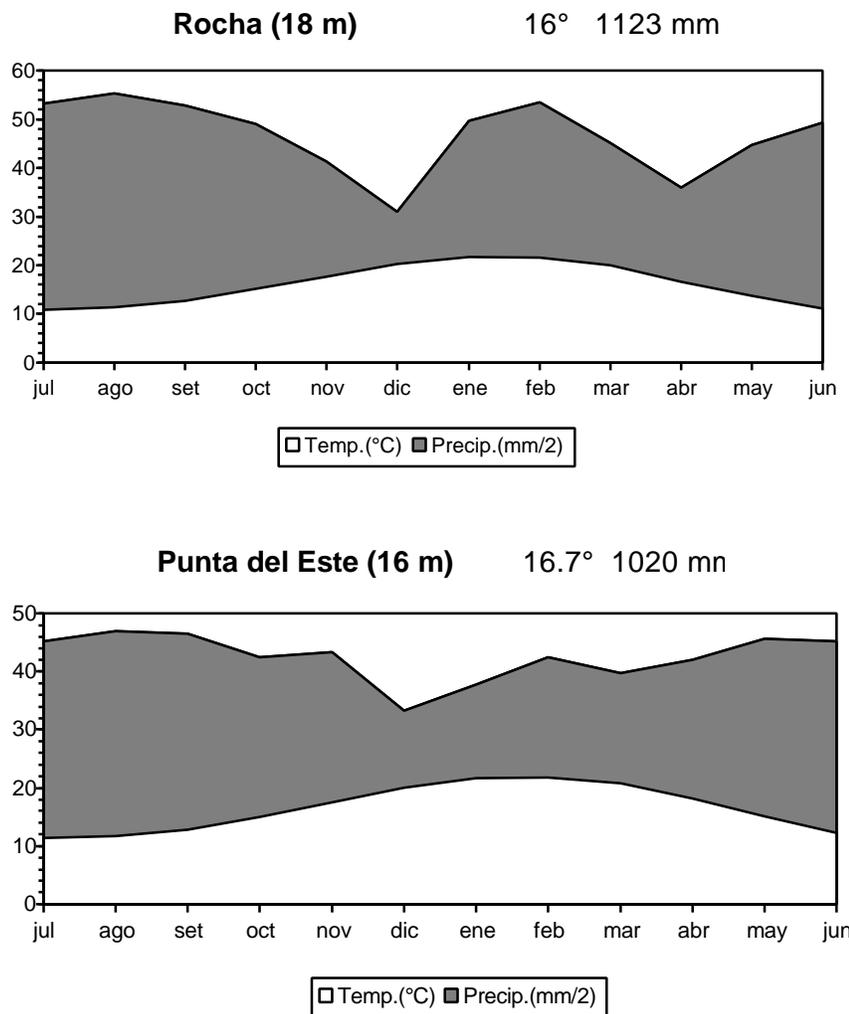 Rocha (18 m) 16° 1123 mm
60
50
40
30
20
10
0
jul ago set oct nov dic ene feb mar abr may jun
Temp.(°C) Precip.(mm/2)
Punta del Este (16 m) 16.7° 1020 mm
50
40
30
20
10
0
jul ago set oct nov dic ene feb mar abr may jun
Temp.(°C) Precip.(mm/2)